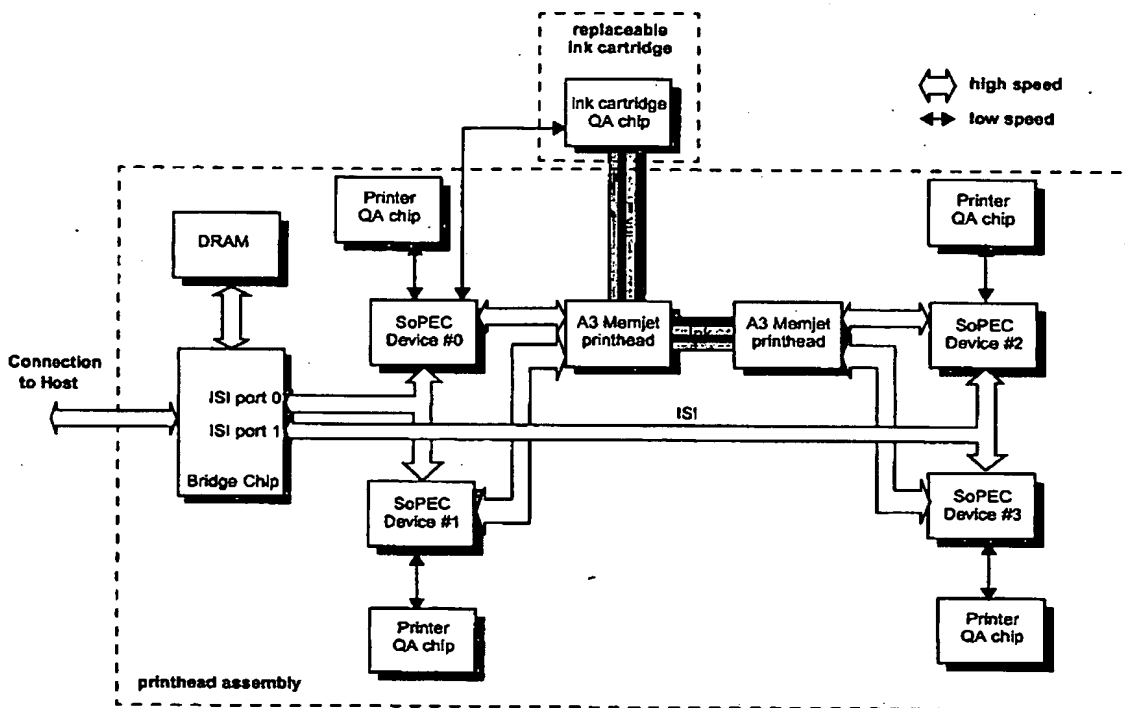 replaceable
ink cartridge
Ink cartridge
QA chip
high speed
low speed
Printer
QA chip
Printer
QA chip
DRAM
ink
SoPEC
Device #0
A3 Memjet
printhead
ink
A3 Memjet
printhead
SoPEC
Device #2
Connection
to Host
ISI port 0
ISI port 1
Bridge Chip
ISI
SoPEC
Device #1
SoPEC
Device #3
Printer
QA chip
Printer
QA chip
printhead assembly